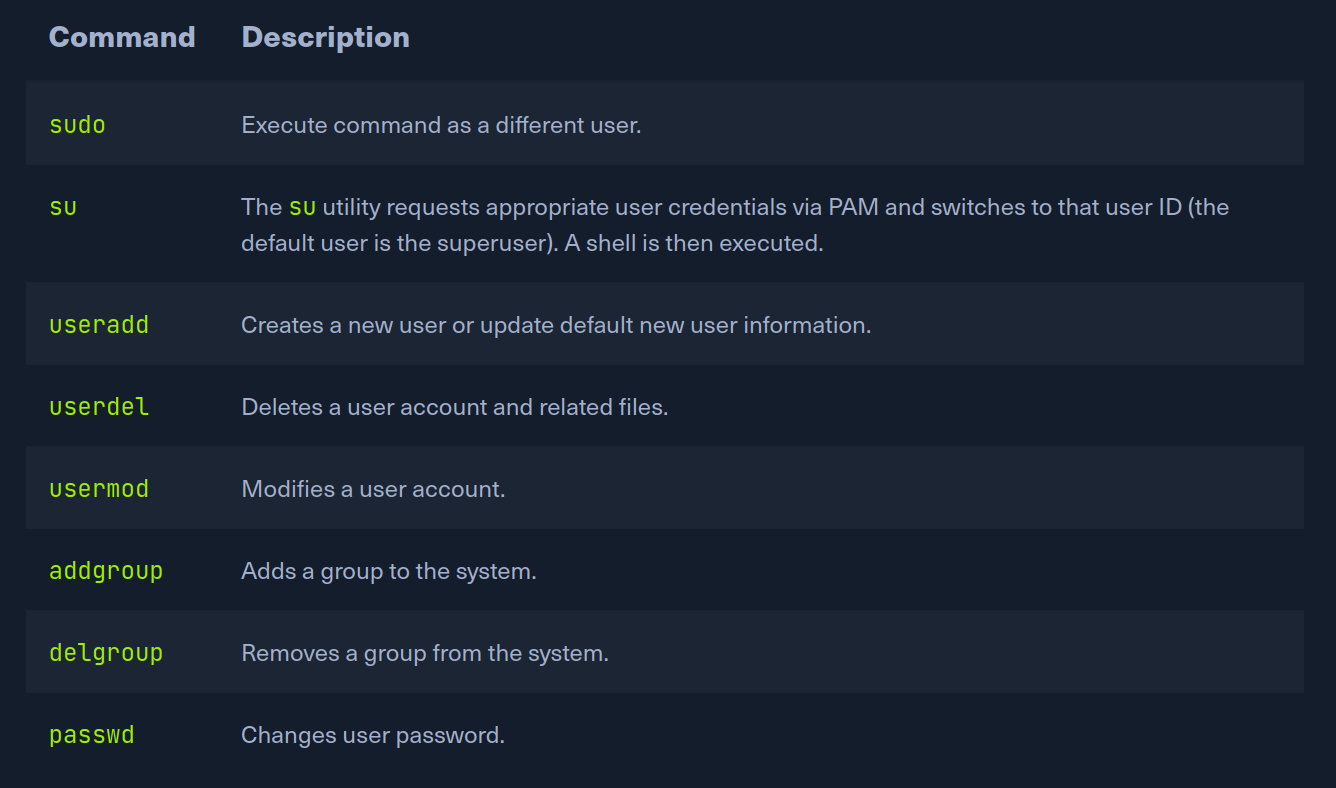 Command Description
sudo Execute command as a different user.
su The su utility requests appropriate user credentials via PAM and switches to that user ID (the
default user is the superuser). A shell is then executed.
useradd Creates a new user or update default new user information.
userdel Deletes a user account and related files.
usermod Modifies a user account.
addgroup Adds a group to the system.
delgroup Removes a group from the system.
passwd Changes user password.